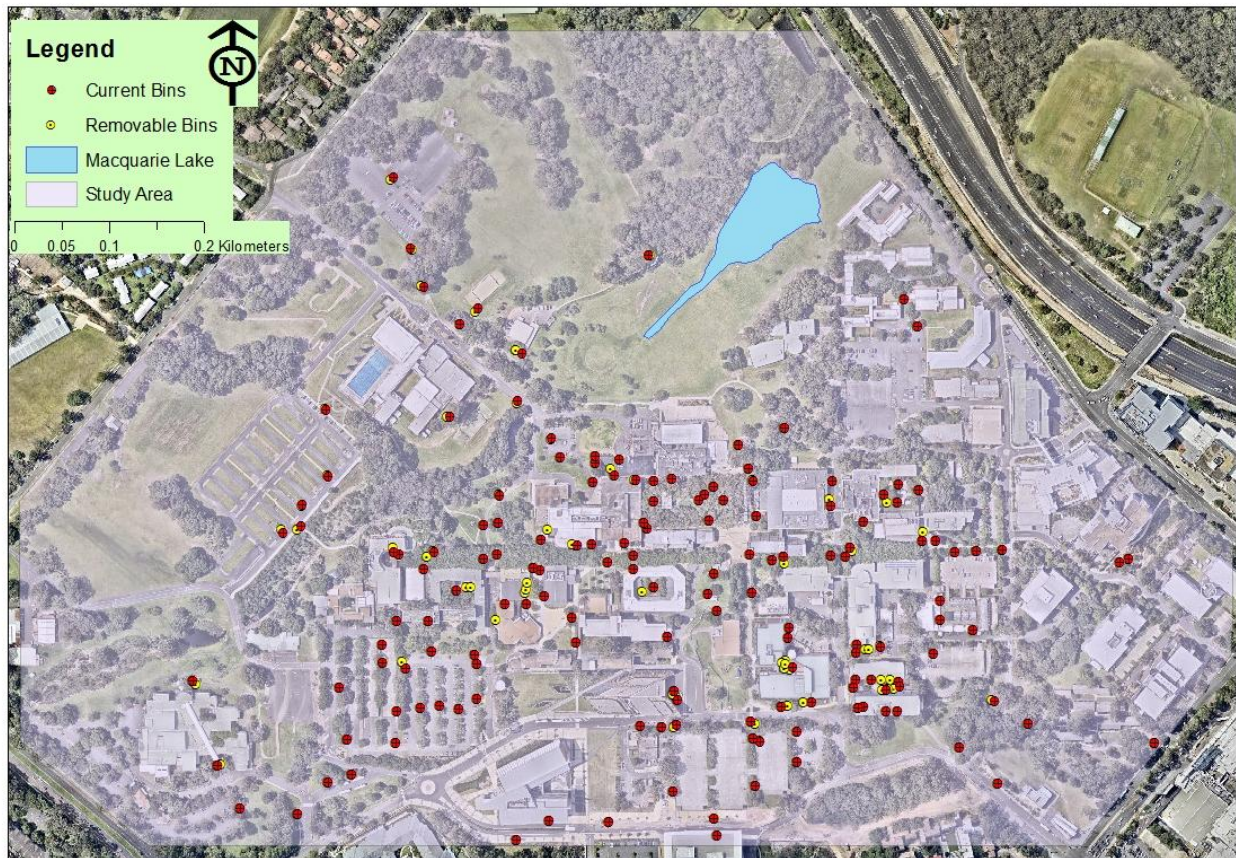 Legend
N
Current Bins
Removable Bins
Macquarie Lake
Study Area
0 0.05 0.1 0.2 Kilometers